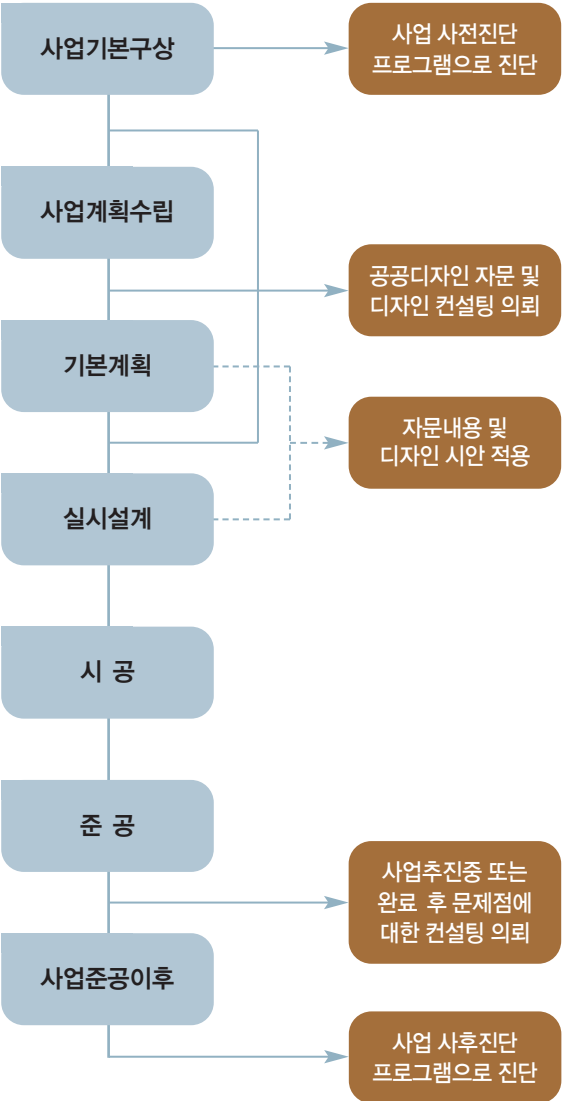 사업기본구상
사업 사전진단
프로그램으로 진단
사업계획수립
공공디자인 자문 및
디자인 컨설팅 의뢰
기본계획
자문내용 및
디자인 시안 적용
실시설계
시 공
준 공
사업추진중 또는
완료 후 문제점에
대한 컨설팅 의뢰
사업준공이후
사업 사후진단
프로그램으로 진단